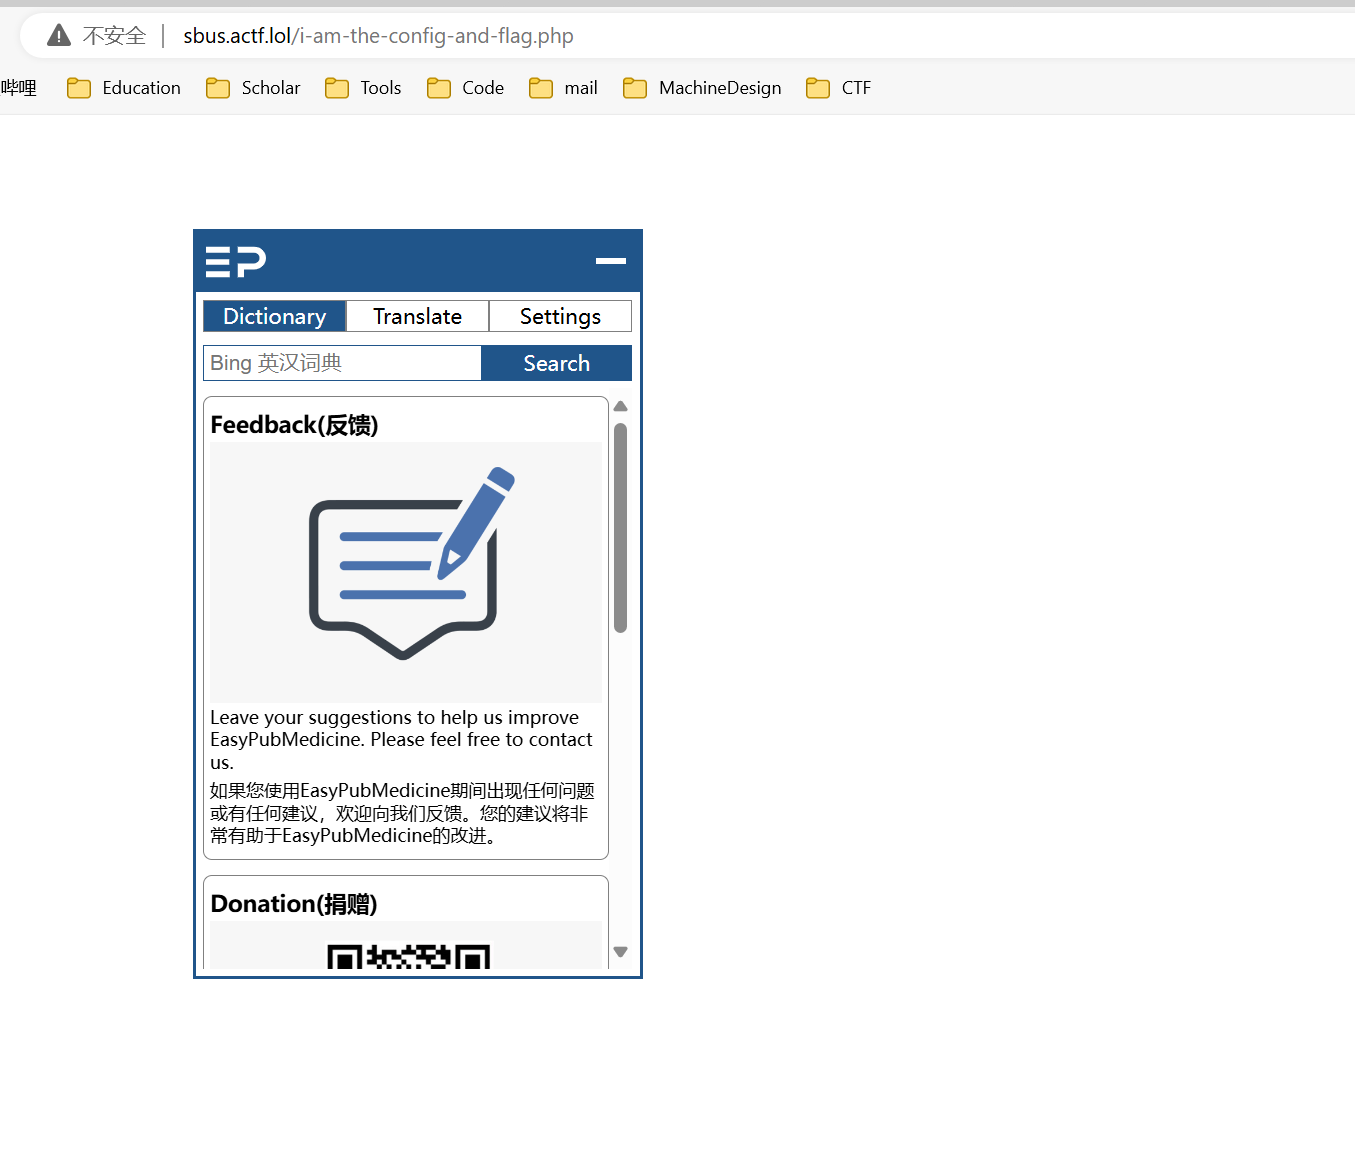 不安全 | sbus.actf.lol/i-am-the-config-and-flag.php
哔哩 Education Scholar Tools Code mail MachineDesign CTF
EP
Dictionary Translate Settings
Bing 英汉词典 Search
Feedback(反馈)
Leave your suggestions to help us improve
EasyPubMedicine. Please feel free to contact
us.
如果您使用EasyPubMedicine期间出现任何问题
或有任何建议，欢迎向我们反馈。您的建议将非
常有助于EasyPubMedicine的改进。
Donation(捐赠)